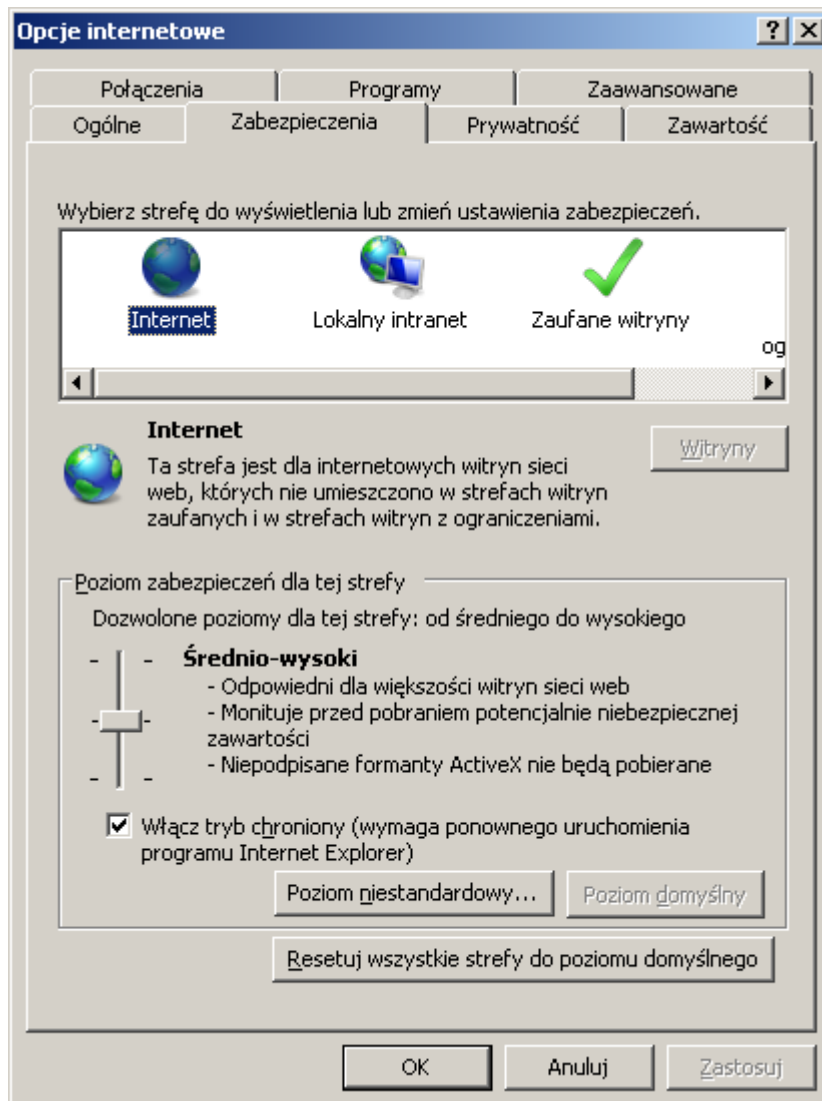 Opcje internetowe
Połączenia Programy Zaawansowane
Ogólne Zabezpieczenia Prywatność Zawartość
Wybierz strefę do wyświetlenia lub zmień ustawienia zabezpieczeń.
Internet Lokalny intranet Zaufane witryny
og
Internet
Witryny
Ta strefa jest dla internetowych witryn sieci
web, których nie umieszczono w strefach witryn
zaufanych i w strefach witryn z ograniczeniami.
Poziom zabezpieczeń dla tej strefy
Dozwolone poziomy dla tej strefy: od średniego do wysokiego
Średnio-wysoki
- Odpowiedni dla większości witryn sieci web
- Monituje przed pobraniem potencjalnie niebezpiecznej
zawartości
- Niepodpisane formanty ActiveX nie będą pobierane
Włącz tryb chroniony (wymaga ponownego uruchomienia
programu Internet Explorer)
Poziom niestandardowy... Poziom domyślny
Resetuj wszystkie strefy do poziomu domyślnego
OK Anuluj Zastosuj